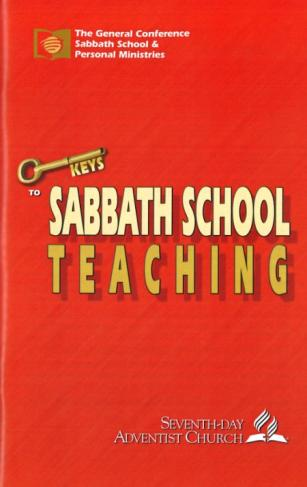 The General Conference
Sabbath School &
Personal Ministries
KEYS
TO
SABBATH SCHOOL
TEACHING
SEVENTH-DAY
ADVENTIST CHURCH